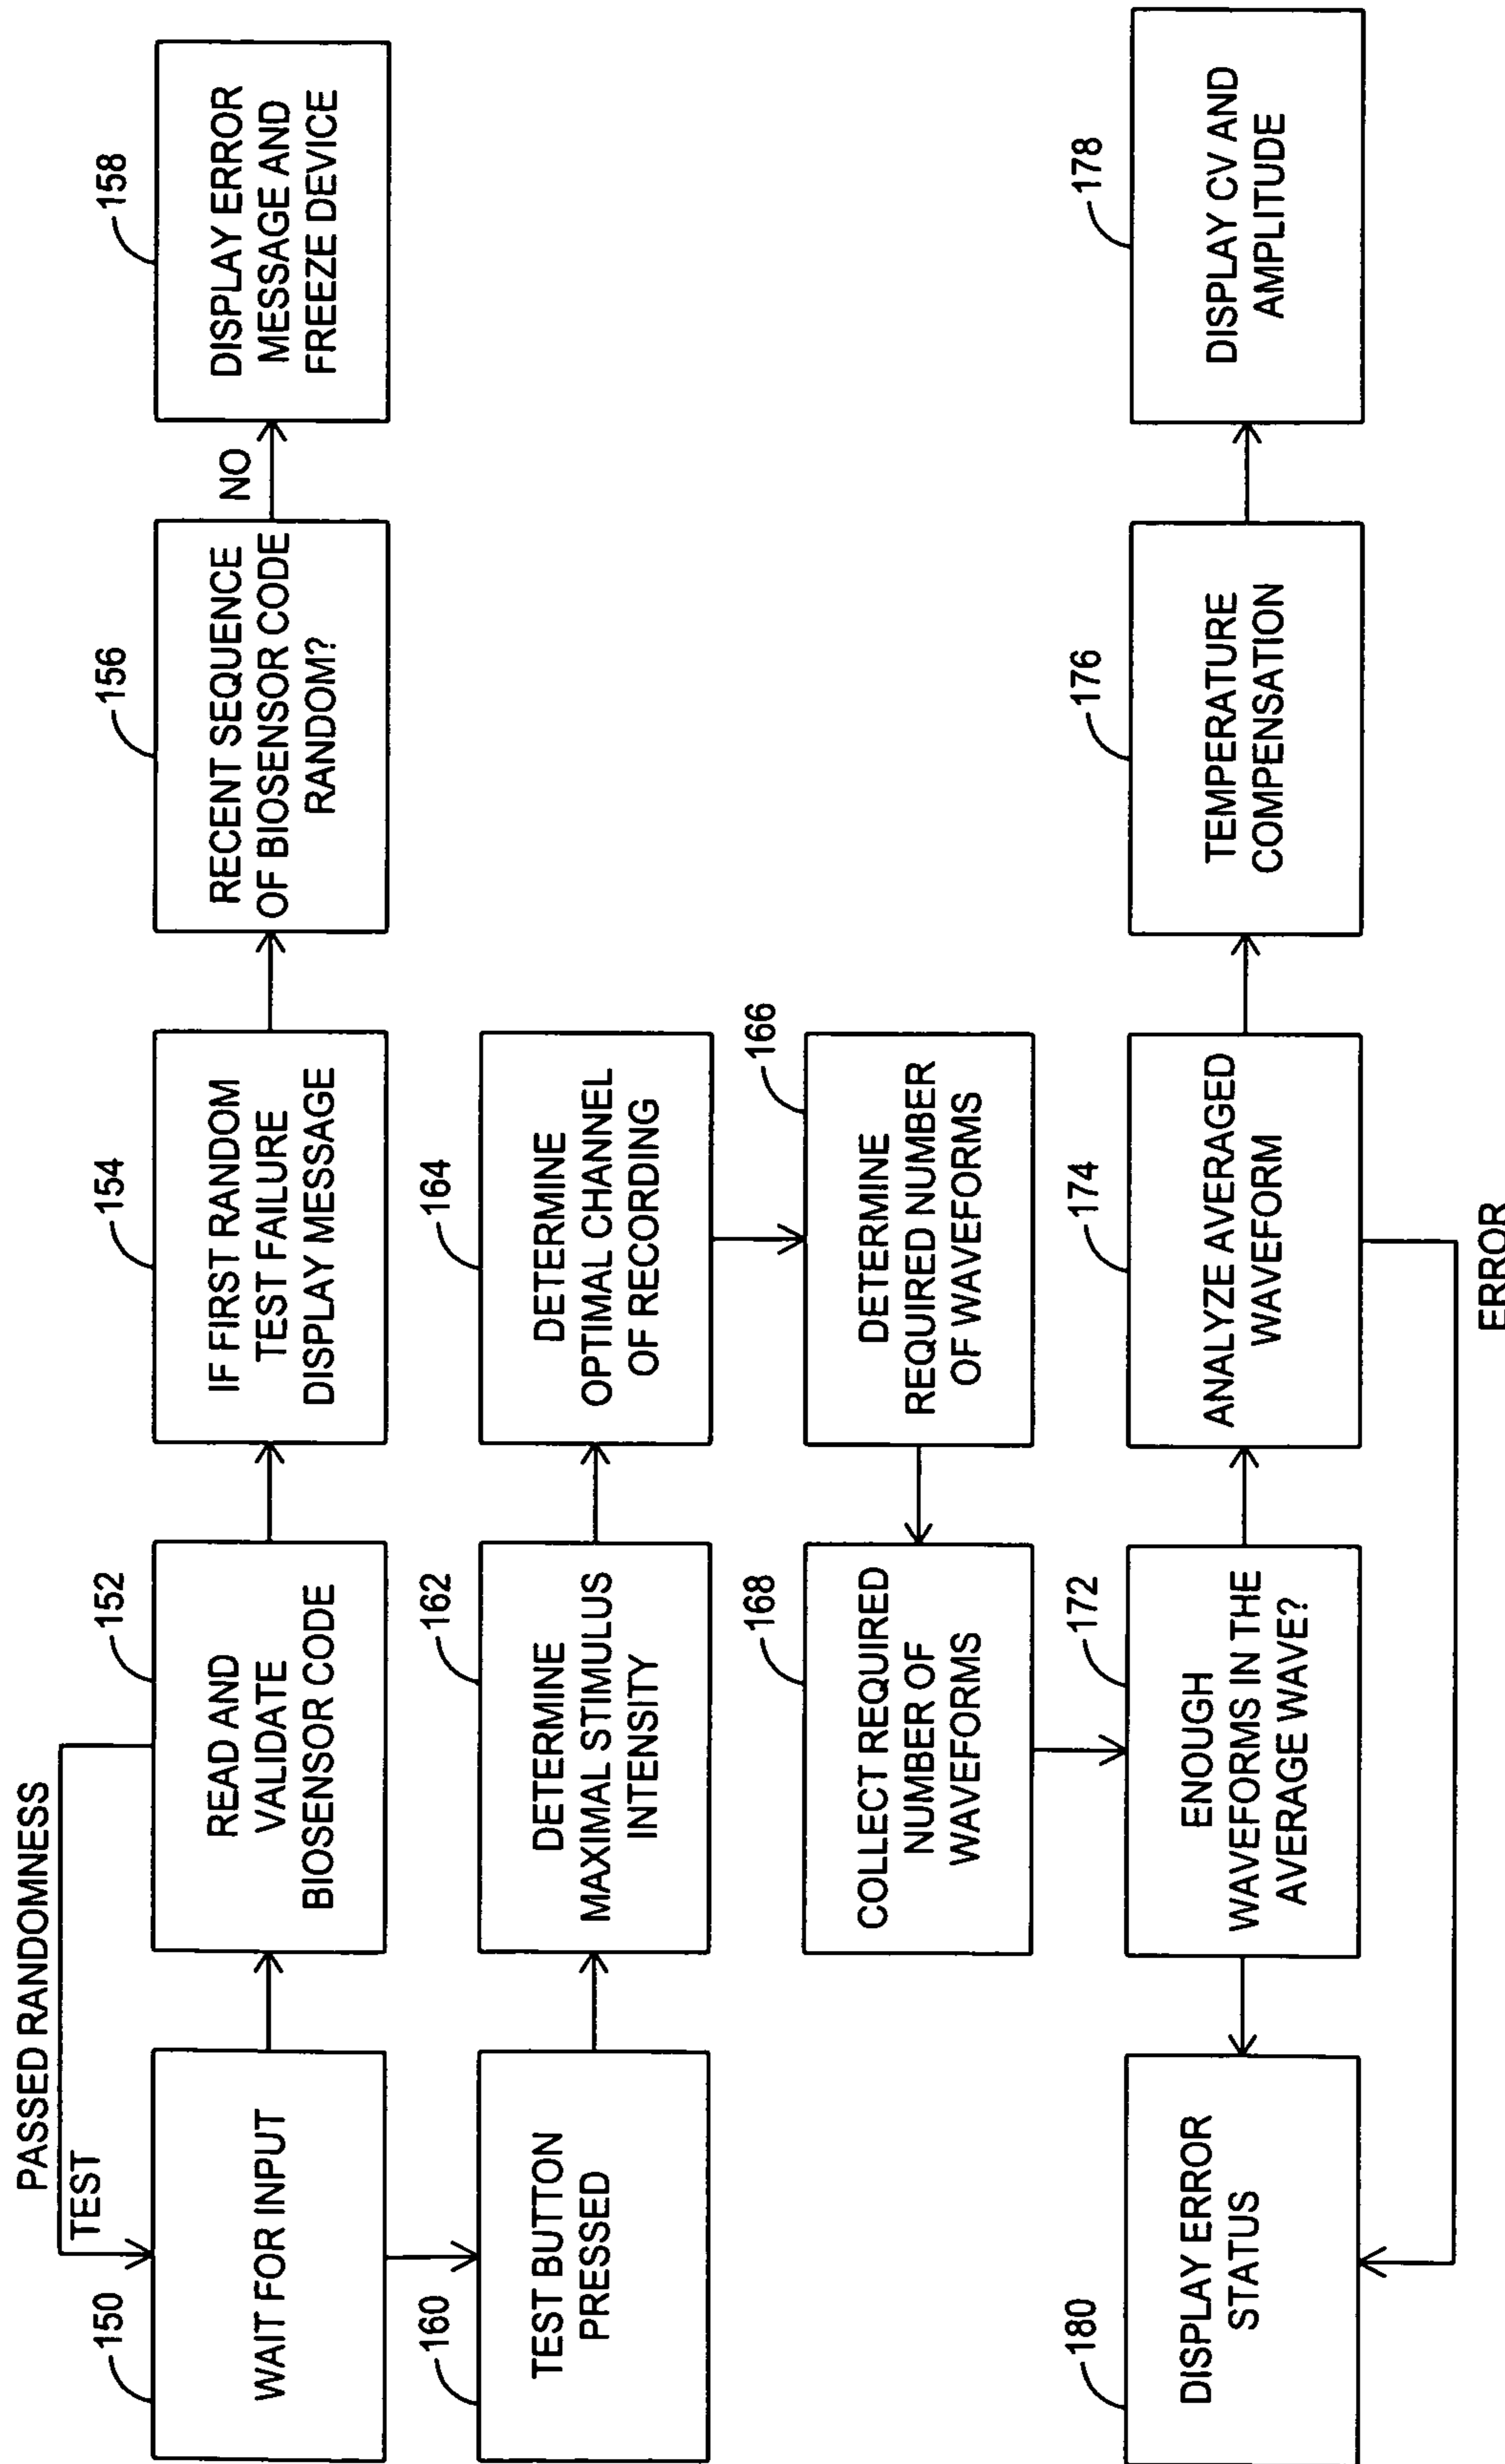 PASSED RANDOMNESS
TEST
150
WAIT FOR INPUT
152
READ AND
VALIDATE
BIOSENSOR CODE
154
IF FIRST RANDOM
TEST FAILURE
DISPLAY MESSAGE
156
RECENT SEQUENCE
OF BIOSENSOR CODE
RANDOM?
NO
158
DISPLAY ERROR
MESSAGE AND
FREEZE DEVICE
160
TEST BUTTON
PRESSED
162
DETERMINE
MAXIMAL STIMULUS
INTENSITY
164
DETERMINE
OPTIMAL CHANNEL
OF RECORDING
166
DETERMINE
REQUIRED NUMBER
OF WAVEFORMS
168
COLLECT REQUIRED
NUMBER OF
WAVEFORMS
172
ENOUGH
WAVEFORMS IN THE
AVERAGE WAVE?
174
ANALYZE AVERAGED
WAVEFORM
176
TEMPERATURE
COMPENSATION
178
DISPLAY CV AND
AMPLITUDE
180
DISPLAY ERROR
STATUS
ERROR